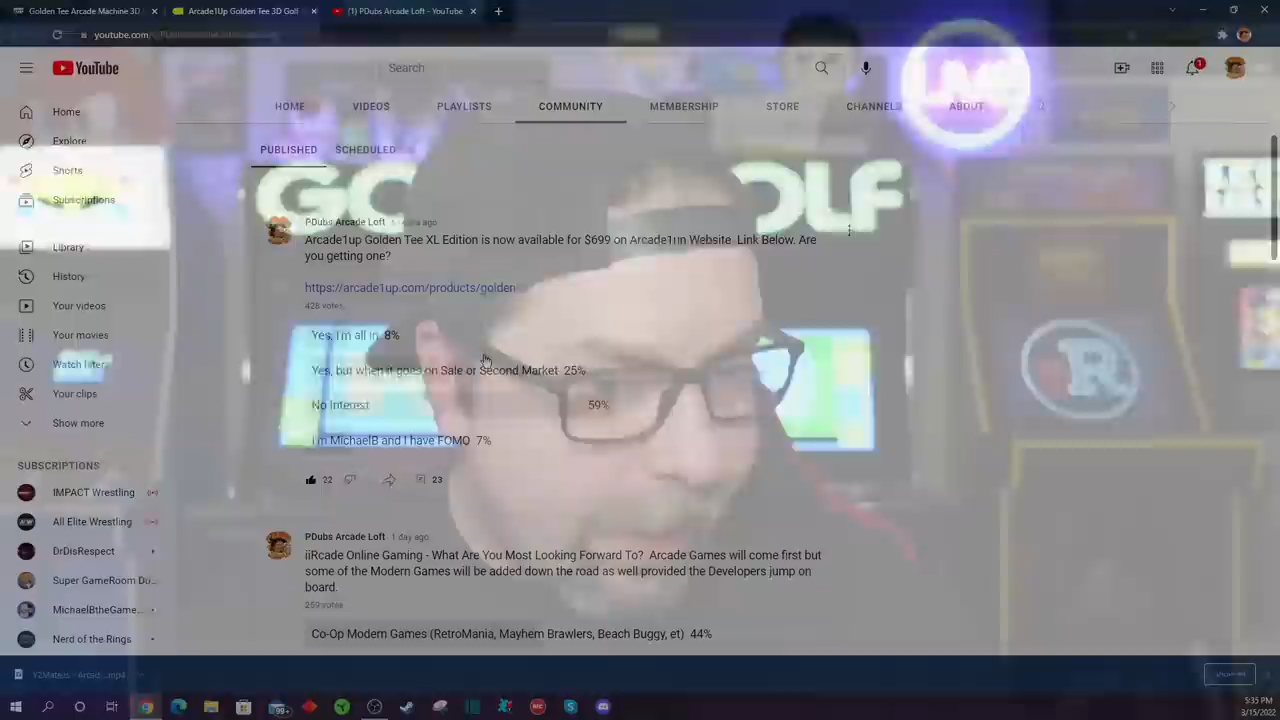 Golden Tee Arcade Machine 3D
Arcade1Up Golden Tee 3D Golf
(1) PDubs Arcade Loft - YouTube
youtube.com
YouTube
Search
1
HOME
VIDEOS
PLAYLISTS
COMMUNITY
MEMBERSHIP
STORE
CHANNELS
ABOUT
PUBLISHED
SCHEDULED
Home
Explore
Shorts
Subscriptions
Library
History
Your videos
Your movies
Watch later
Your clips
Show more
SUBSCRIPTIONS
IMPACT Wrestling
All Elite Wrestling
DrDisRespect
Super GameRoom Du...
MichaelBtheGame...
Nerd of the Rings
GO
OLF
R
PDubs Arcade Loft
ago
Arcade1up Golden Tee XL Edition is now available for $699 on Website Link Below. Are
you getting one?
https://arcade1up.com/products/golden
428 votes
Yes, I'm all in 8%
Yes, but when it goes on Sale or Second Market 25%
No Interest 59%
I'm MichaelB and I have FOMO 7%
22
23
PDubs Arcade Loft 1 day ago
iiRcade Online Gaming - What Are You Most Looking Forward To? Arcade Games will come first but
some of the Modern Games will be added down the road as well provided the Developers jump on
board.
259 votes
Co-Op Modern Games (RetroMania, Mayhem Brawlers, Beach Buggy, et) 44%
99+
5:35 PM
3/15/2022